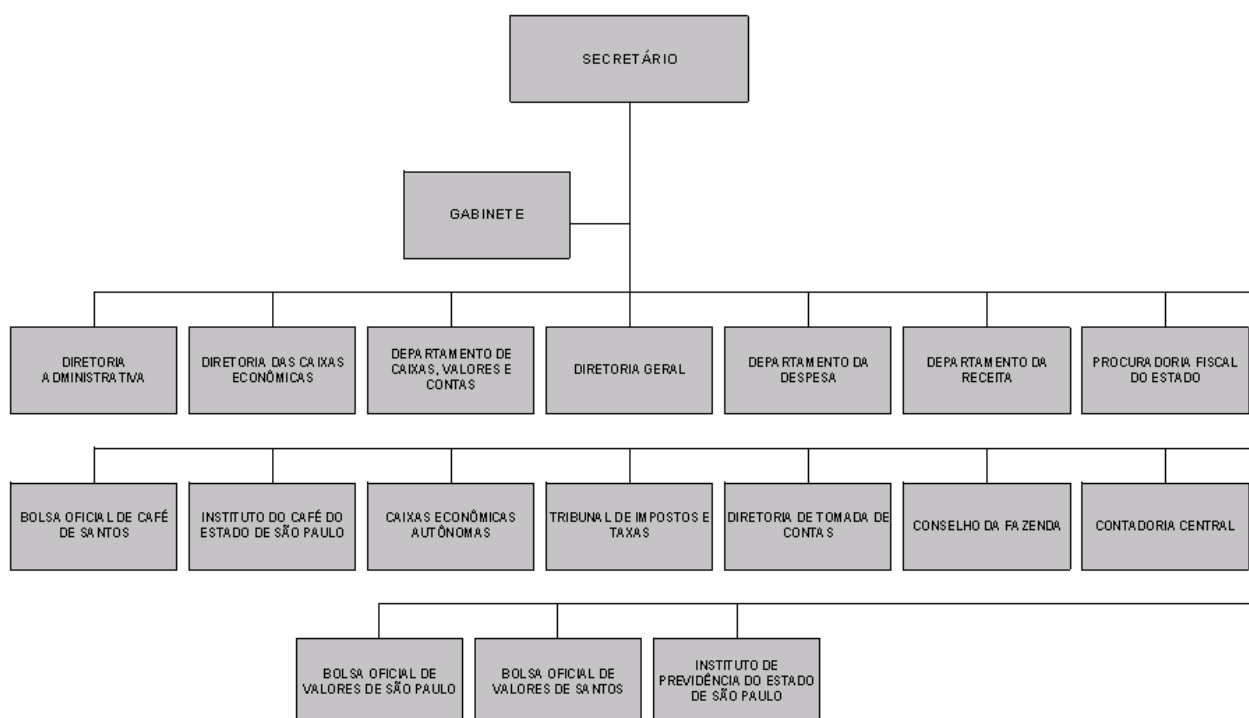 SECRETÁRIO
GABINETE
DIRETORIA
ADMINISTRATIVA
DIRETORIA DAS CAIXAS
ECONÔMICAS
DEPARTAMENTO DE
CAIXAS, VALORES E
CONTAS
DIRETORIA GERAL
DEPARTAMENTO DA
DESPESA
DEPARTAMENTO DA
RECEITA
PROCURADORIA FISCAL
DO ESTADO
BOLSA OFICIAL DE CAFÉ
DE SANTOS
INSTITUTO DO CAFÉ DO
ESTADO DE SÃO PAULO
CAIXAS ECONÔMICAS
AUTÔNOMAS
TRIBUNAL DE IMPOSTOS E
TAXAS
DIRETORIA DE TOMADA DE
CONTAS
CONSELHO DA FAZENDA
CONTADORIA CENTRAL
BOLSA OFICIAL DE
VALORES DE SÃO PAULO
BOLSA OFICIAL DE
VALORES DE SANTOS
INSTITUTO DE
PREVIDÊNCIA DO ESTADO
DE SÃO PAULO